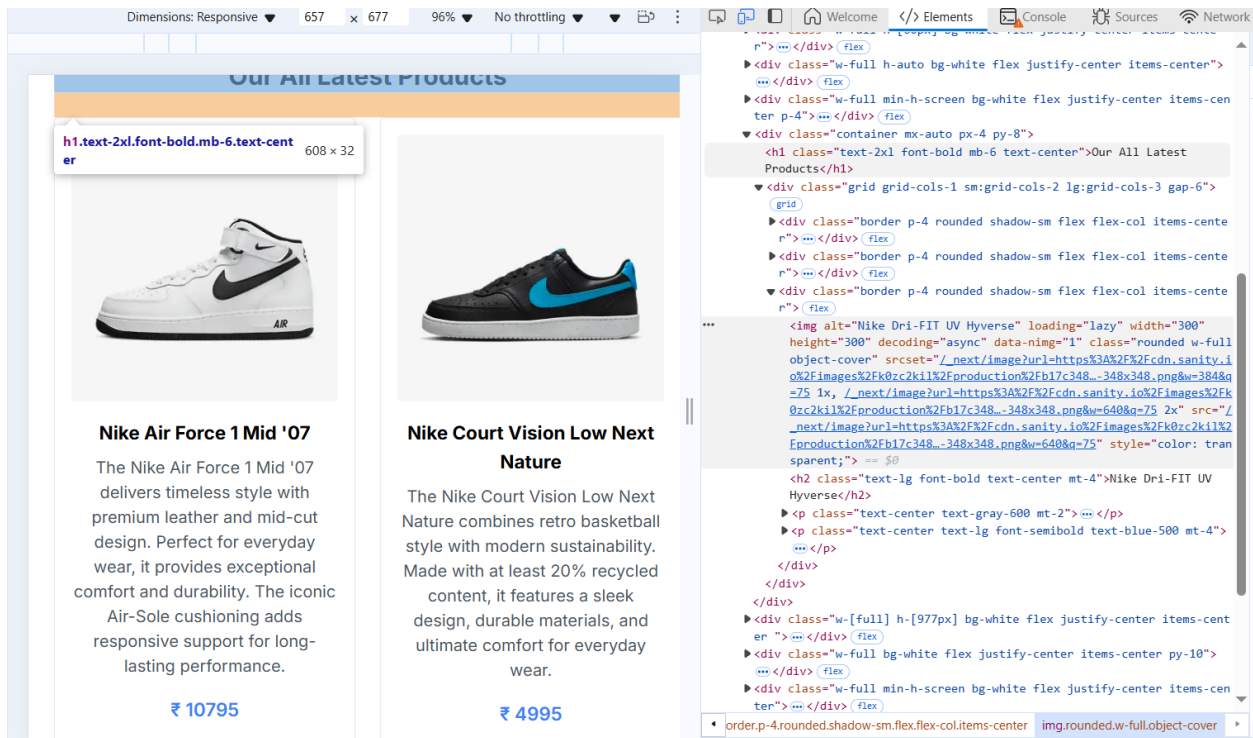 Dimensions: Responsive ▼ 657 × 677 96% ▼ No throttling ▼ ▼
Welcome </> Elements Console Sources Network
Our All Latest Products
h1.text-2xl.font-bold.mb-6.text-cent
er
608 × 32
AIR
Nike Air Force 1 Mid '07
The Nike Air Force 1 Mid '07
delivers timeless style with
premium leather and mid-cut
design. Perfect for everyday
wear, it provides exceptional
comfort and durability. The iconic
Air-Sole cushioning adds
responsive support for long-
lasting performance.
₹ 10795
Nike Court Vision Low Next
Nature
The Nike Court Vision Low Next
Nature combines retro basketball
style with modern sustainability.
Made with at least 20% recycled
content, it features a sleek
design, durable materials, and
ultimate comfort for everyday
wear.
₹ 4995
r">…</div> flex
<div class="w-full h-auto bg-white flex justify-center items-center">
…</div> flex
<div class="w-full min-h-screen bg-white flex justify-center items-cen
ter p-4">…</div> flex
<div class="container mx-auto px-4 py-8">
<h1 class="text-2xl font-bold mb-6 text-center">Our All Latest
Products</h1>
<div class="grid grid-cols-1 sm:grid-cols-2 lg:grid-cols-3 gap-6">
grid
<div class="border p-4 rounded shadow-sm flex flex-col items-cente
r">…</div> flex
<div class="border p-4 rounded shadow-sm flex flex-col items-cente
r">…</div> flex
<div class="border p-4 rounded shadow-sm flex flex-col items-cente
r"> flex
<img alt="Nike Dri-FIT UV Hyverse" loading="lazy" width="300"
height="300" decoding="async" data-nimg="1" class="rounded w-full
object-cover" srcset="/_next/image?url=https%3A%2F%2Fcdn.sanity.i
o%2Fimages%2Fk0zc2kil%2Fproduction%2Fb17c348…-348x348.png&w=384&q
=75 1x, /_next/image?url=https%3A%2F%2Fcdn.sanity.io%2Fimages%2Fk
0zc2kil%2Fproduction%2Fb17c348…-348x348.png&w=640&q=75 2x" src="/
_next/image?url=https%3A%2F%2Fcdn.sanity.io%2Fimages%2Fk0zc2kil%2
Fproduction%2Fb17c348…-348x348.png&w=640&q=75" style="color: tran
sparent;"> == $0
<h2 class="text-lg font-bold text-center mt-4">Nike Dri-FIT UV
Hyverse</h2>
<p class="text-center text-gray-600 mt-2">…</p>
<p class="text-center text-lg font-semibold text-blue-500 mt-4">
…</p>
</div>
</div>
</div>
<div class="w-[full] h-[977px] bg-white flex justify-center items-cent
er ">…</div> flex
<div class="w-full bg-white flex justify-center items-center py-10">
…</div> flex
<div class="w-full min-h-screen bg-white flex justify-center items-cen
ter">…</div> flex
order.p-4.rounded.shadow-sm.flex.flex-col.items-center img.rounded.w-full.object-cover